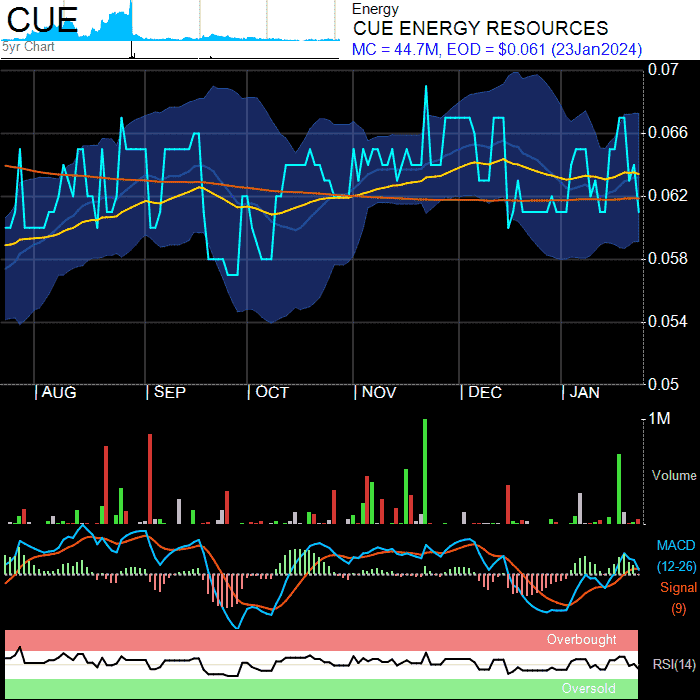 CUE
5yr Chart
Energy
CUE ENERGY RESOURCES
MC = 44.7M, EOD = $0.061 (23Jan2024)
0.07
0.066
0.062
0.058
0.054
0.05
AUG SEP OCT NOV DEC JAN
1M
Volume
MACD
(12-26)
Signal
(9)
Overbought
RSI(14)
Oversold